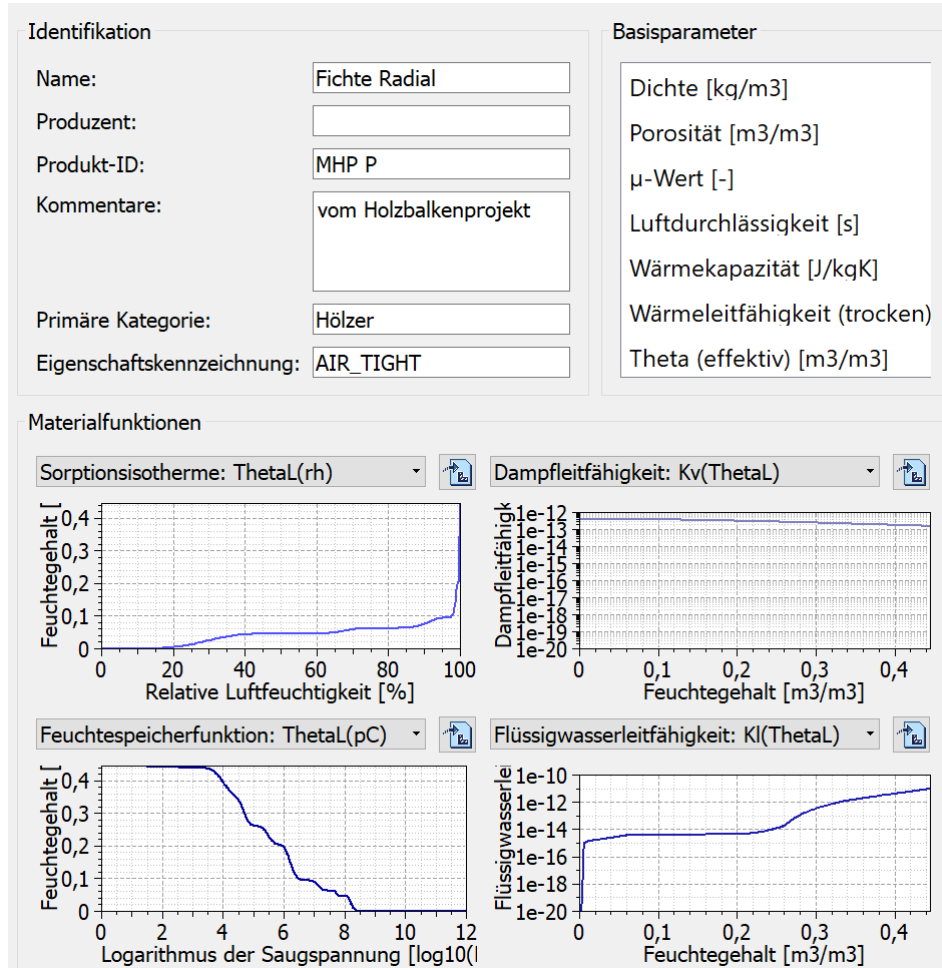 Identifikation
Name:
Fichte Radial
Produzent:
Produkt-ID:
MHP P
Kommentare:
vom Holzbalkenprojekt
Primäre Kategorie:
Hölzer
Eigenschaftskennzeichnung:
AIR_TIGHT
Basisparameter
Dichte [kg/m3]
Porosität [m3/m3]
µ-Wert [-]
Luftdurchlässigkeit [s]
Wärmekapazität [J/kgK]
Wärmeleitfähigkeit (trocken)
Theta (effektiv) [m3/m3]
Materialfunktionen
Sorptionsisotherme: ThetaL(rh)
Feuchtegehalt [
0,4
0,3
0,2
0,1
0
0 20 40 60 80 100
Relative Luftfeuchtigkeit [%]
Dampfleitfähigkeit: Kv(ThetaL)
Dampfleitfähigk
1e-12
1e-13
1e-14
1e-15
1e-16
1e-17
1e-18
1e-19
1e-20
0 0,1 0,2 0,3 0,4
Feuchtegehalt [m3/m3]
Feuchtespeicherfunktion: ThetaL(pC)
Feuchtegehalt [
0,4
0,3
0,2
0,1
0
0 2 4 6 8 10 12
Logarithmus der Saugspannung [log10(
Flüssigwasserleitfähigkeit: Kl(ThetaL)
Flüssigwasserlei
1e-10
1e-12
1e-14
1e-16
1e-18
1e-20
0 0,1 0,2 0,3 0,4
Feuchtegehalt [m3/m3]